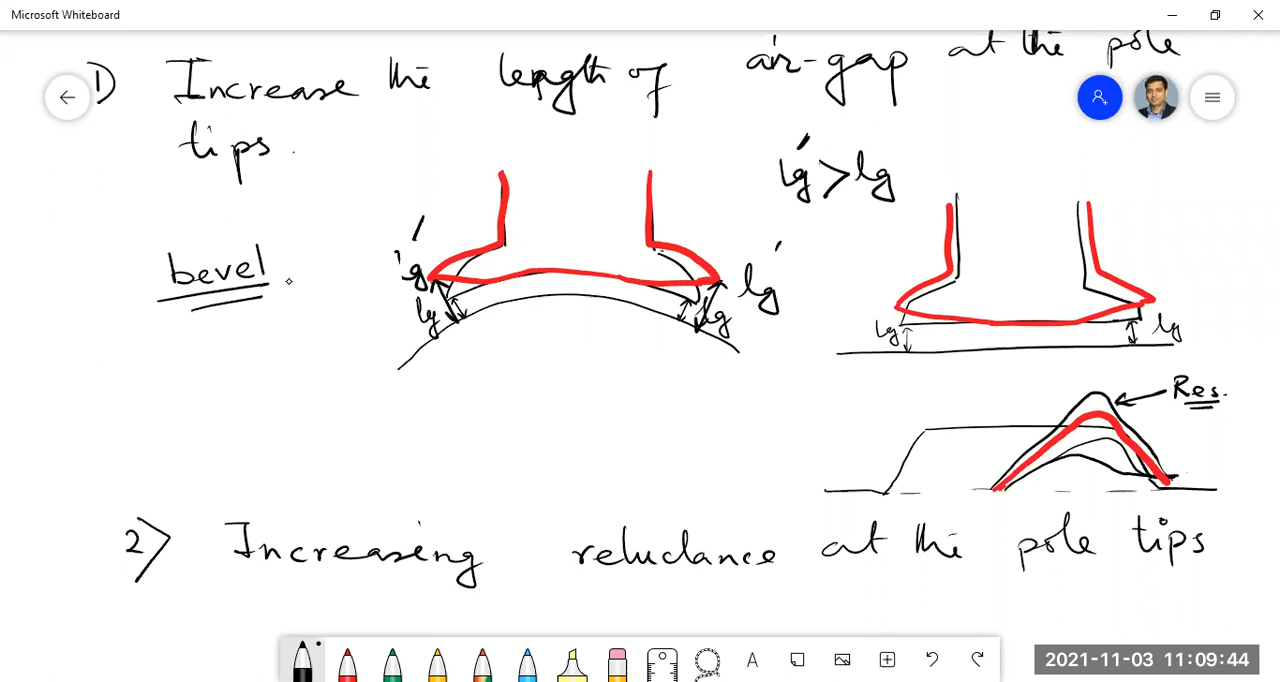 Microsoft Whiteboard
1) Increase the length of air-gap at the pole
tips.
lg' > lg
bevel
lg' lg'
lg lg
lg lg
Res.
2) Increasing reluctance at the pole tips
A
2021-11-03 11:09:44